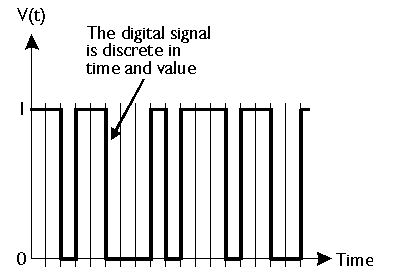 V(t)
The digital signal
is discrete in
time and value
1
0
Time